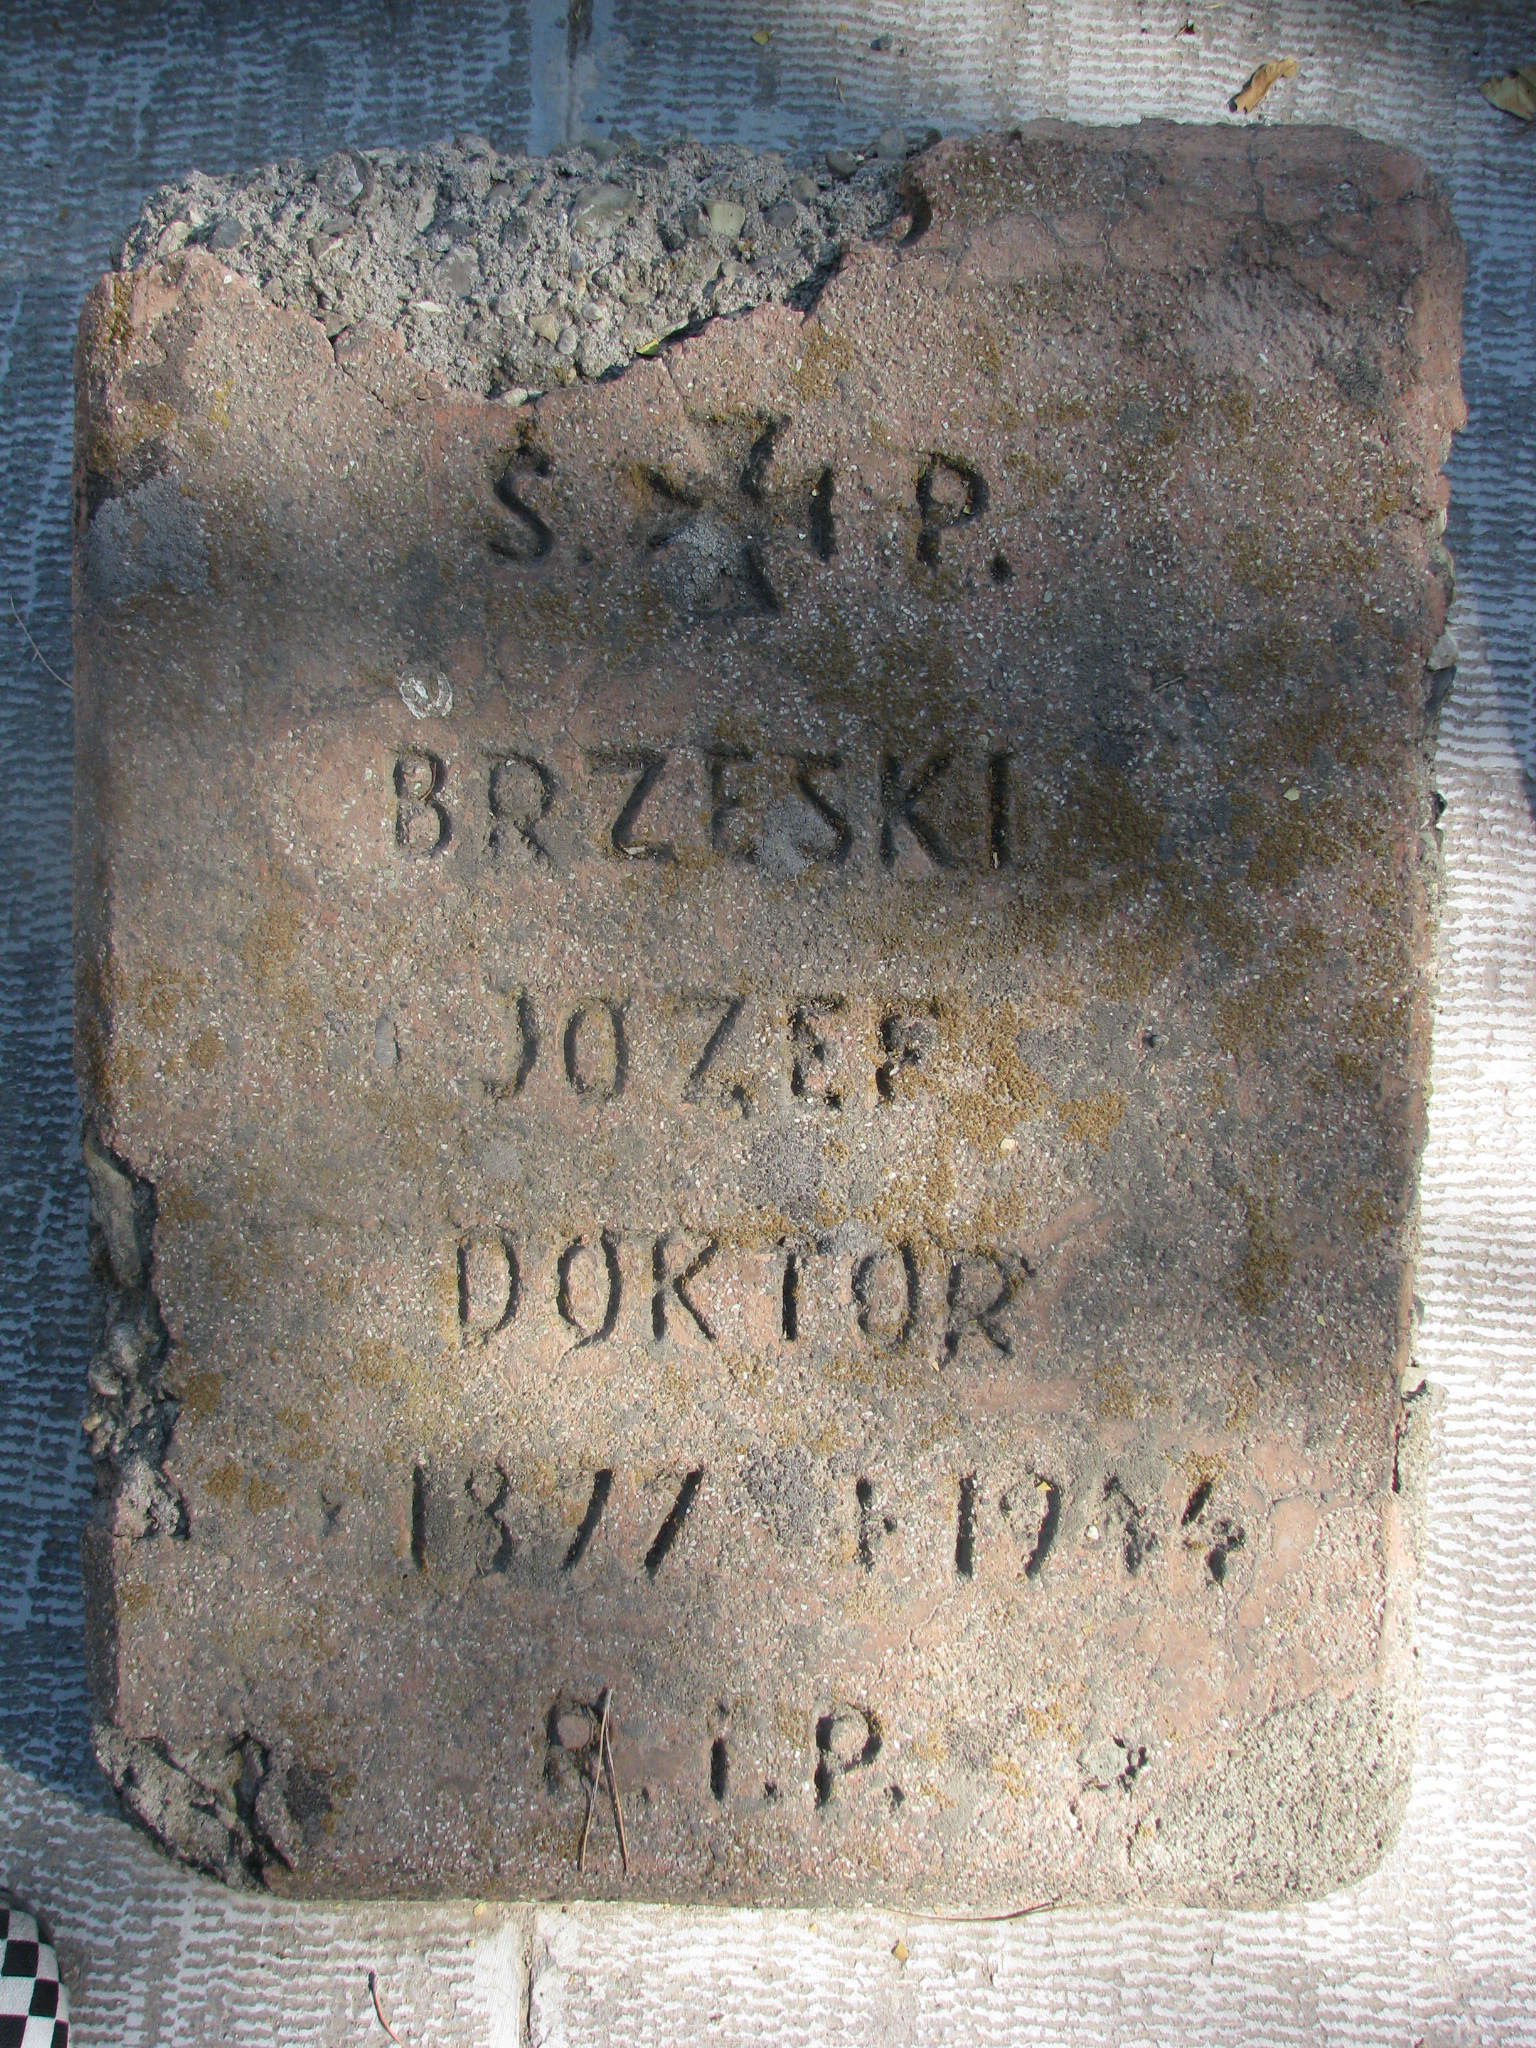 S. I P.
BRZESKI
JOZEF
DOKTOR
1877 + 1944
R.I.P.